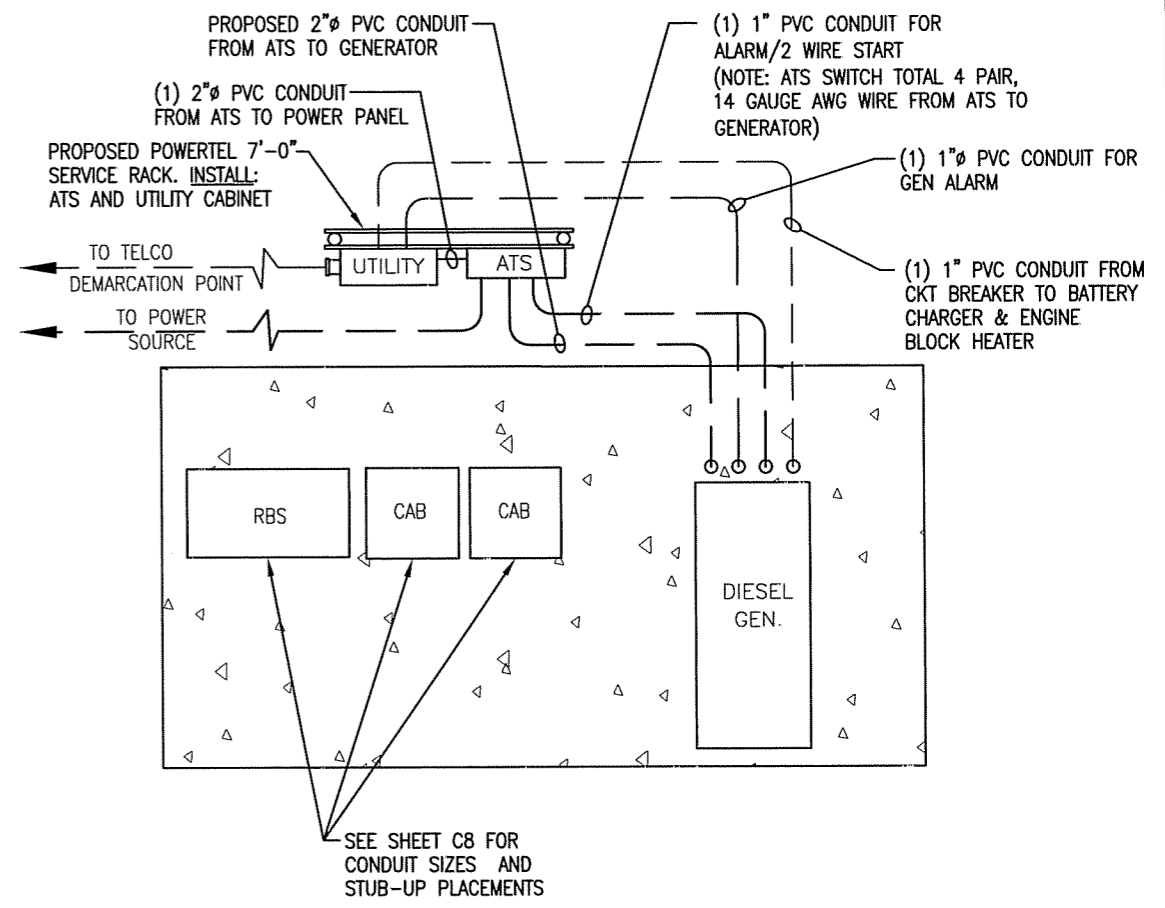 PROPOSED 2"ø PVC CONDUIT
FROM ATS TO GENERATOR
(1) 2"ø PVC CONDUIT
FROM ATS TO POWER PANEL
PROPOSED POWERTEL 7'-0"
SERVICE RACK. INSTALL:
ATS AND UTILITY CABINET
(1) 1" PVC CONDUIT FOR
ALARM/2 WIRE START
(NOTE: ATS SWITCH TOTAL 4 PAIR,
14 GAUGE AWG WIRE FROM ATS TO
GENERATOR)
(1) 1"ø PVC CONDUIT FOR
GEN ALARM
(1) 1" PVC CONDUIT FROM
CKT BREAKER TO BATTERY
CHARGER & ENGINE
BLOCK HEATER
TO TELCO
DEMARCATION POINT
UTILITY
ATS
TO POWER
SOURCE
RBS
CAB
CAB
DIESEL
GEN.
SEE SHEET C8 FOR
CONDUIT SIZES AND
STUB-UP PLACEMENTS